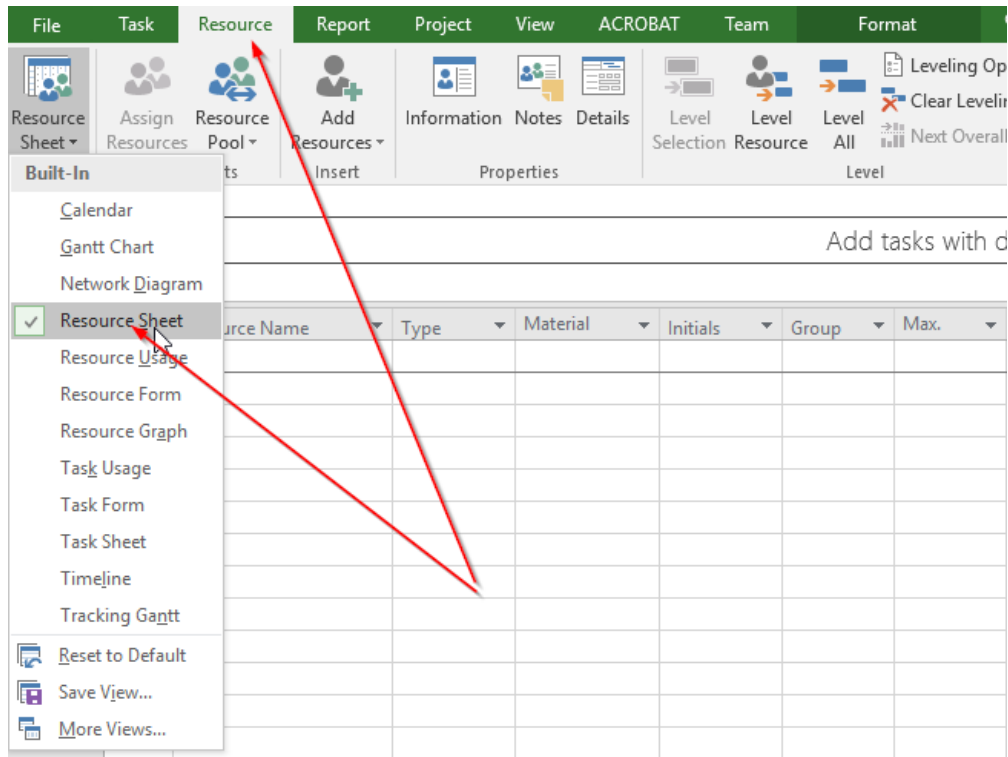 File Task Resource Report Project View ACROBAT Team Format
Leveling Op
Clear Levelin
Next Overall
Resource Sheet
Assign Resources
Resource Pool
Add Resources
Information
Notes
Details
Level Selection
Level Resource
Level All
ts
Insert
Properties
Level
Built-In
Calendar
Gantt Chart
Network Diagram
Resource Sheet
Resource Usage
Resource Form
Resource Graph
Task Usage
Task Form
Task Sheet
Timeline
Tracking Gantt
Reset to Default
Save View...
More Views...
Add tasks with d
urce Name Type Material Initials Group Max.